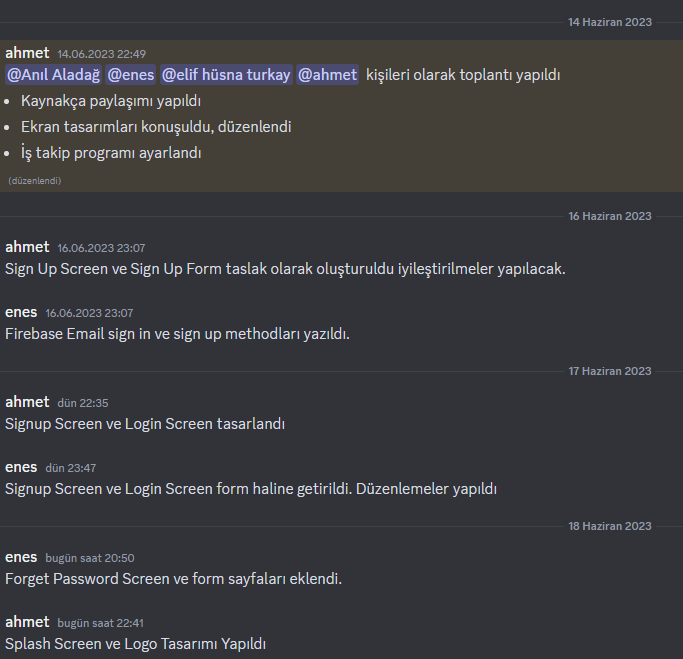 14 Haziran 2023
ahmet 14.06.2023 22:49
@Anıl Aladağ @enes @elif hüsna turkay @ahmet kişileri olarak toplantı yapıldı
• Kaynakça paylaşımı yapıldı
• Ekran tasarımları konuşuldu, düzenlendi
• İş takip programı ayarlandı
(düzenlendi)
16 Haziran 2023
ahmet 16.06.2023 23:07
Sign Up Screen ve Sign Up Form taslak olarak oluşturuldu iyileştirilmeler yapılacak.
enes 16.06.2023 23:07
Firebase Email sign in ve sign up methodları yazıldı.
17 Haziran 2023
ahmet dün 22:35
Signup Screen ve Login Screen tasarlandı
enes dün 23:47
Signup Screen ve Login Screen form haline getirildi. Düzenlemeler yapıldı
18 Haziran 2023
enes bugün saat 20:50
Forget Password Screen ve form sayfaları eklendi.
ahmet bugün saat 22:41
Splash Screen ve Logo Tasarımı Yapıldı